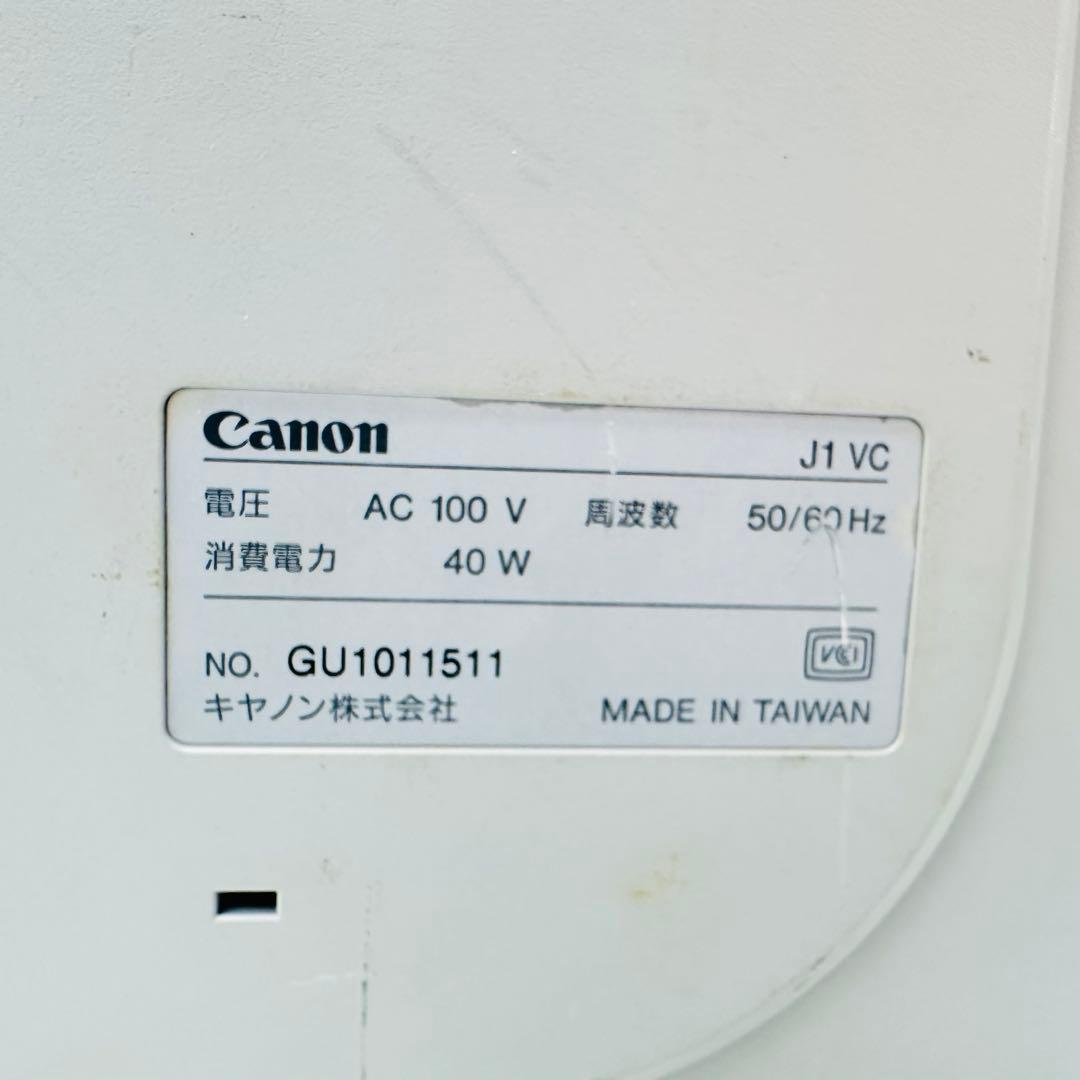 Canon
J1 VC
電圧 AC 100 V 周波数 50/60Hz
消費電力 40 W
NO. GU1011511
VCI
キヤノン株式会社 MADE IN TAIWAN